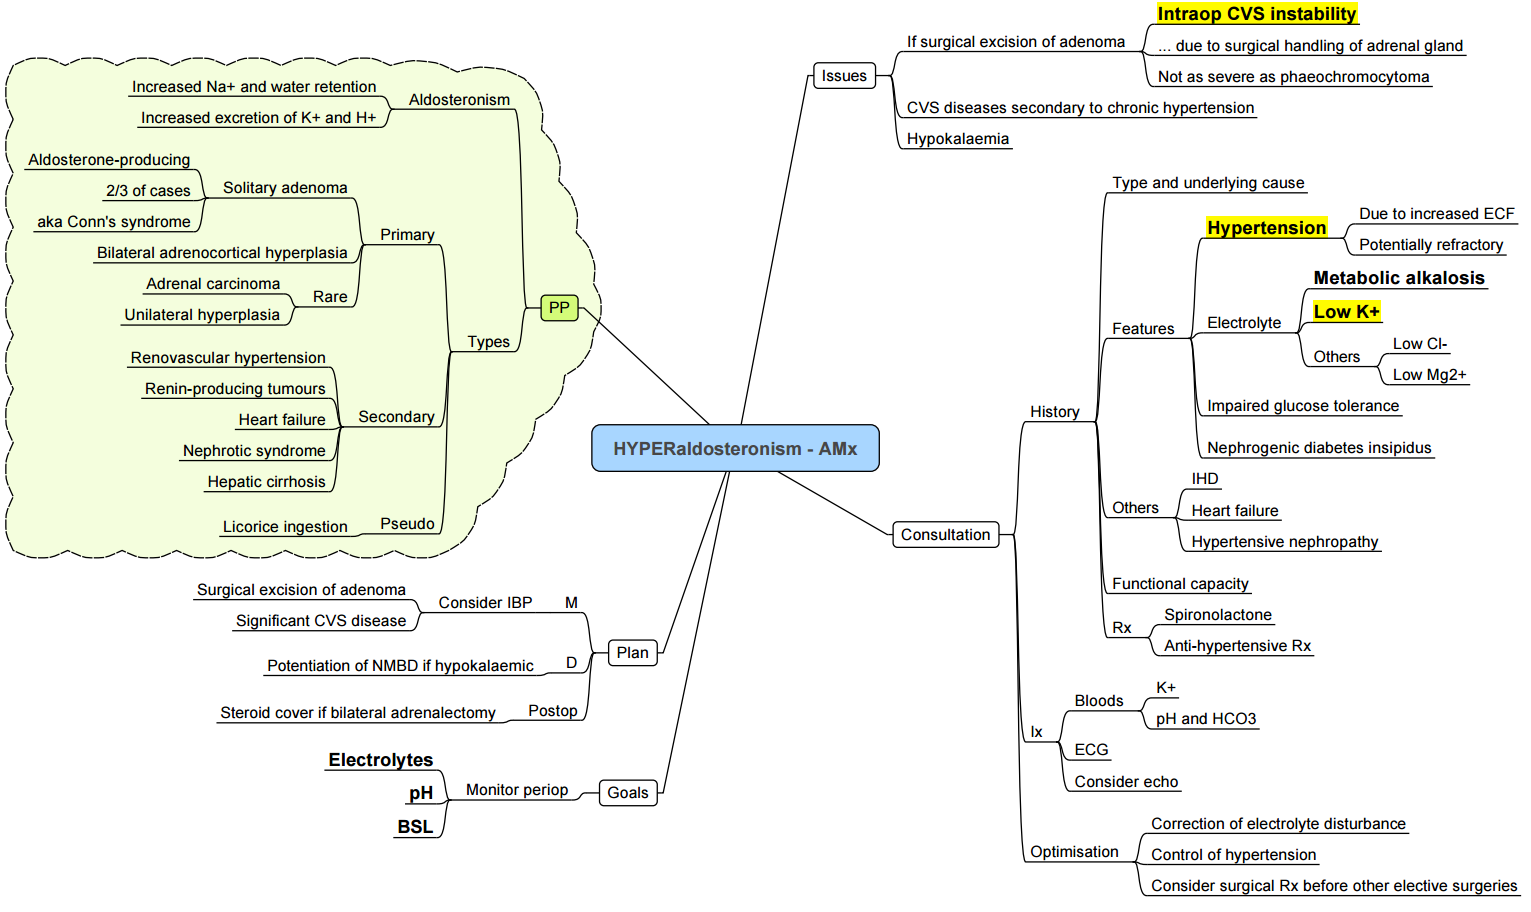 HYPERaldosteronism - AMx
Issues
If surgical excision of adenoma
Intraop CVS instability
... due to surgical handling of adrenal gland
Not as severe as phaeochromocytoma
CVS diseases secondary to chronic hypertension
Hypokalaemia
Consultation
History
Type and underlying cause
Features
Hypertension
Due to increased ECF
Potentially refractory
Electrolyte
Metabolic alkalosis
Low K+
Others
Low Cl-
Low Mg2+
Impaired glucose tolerance
Nephrogenic diabetes insipidus
Others
IHD
Heart failure
Hypertensive nephropathy
Functional capacity
Rx
Spironolactone
Anti-hypertensive Rx
Ix
Bloods
K+
pH and HCO3
ECG
Consider echo
Optimisation
Correction of electrolyte disturbance
Control of hypertension
Consider surgical Rx before other elective surgeries
PP
Aldosteronism
Increased Na+ and water retention
Increased excretion of K+ and H+
Types
Primary
Solitary adenoma
Aldosterone-producing
2/3 of cases
aka Conn's syndrome
Bilateral adrenocortical hyperplasia
Rare
Adrenal carcinoma
Unilateral hyperplasia
Secondary
Renovascular hypertension
Renin-producing tumours
Heart failure
Nephrotic syndrome
Hepatic cirrhosis
Pseudo
Licorice ingestion
Plan
M
Consider IBP
Surgical excision of adenoma
Significant CVS disease
D
Potentiation of NMBD if hypokalaemic
Postop
Steroid cover if bilateral adrenalectomy
Goals
Monitor periop
Electrolytes
pH
BSL